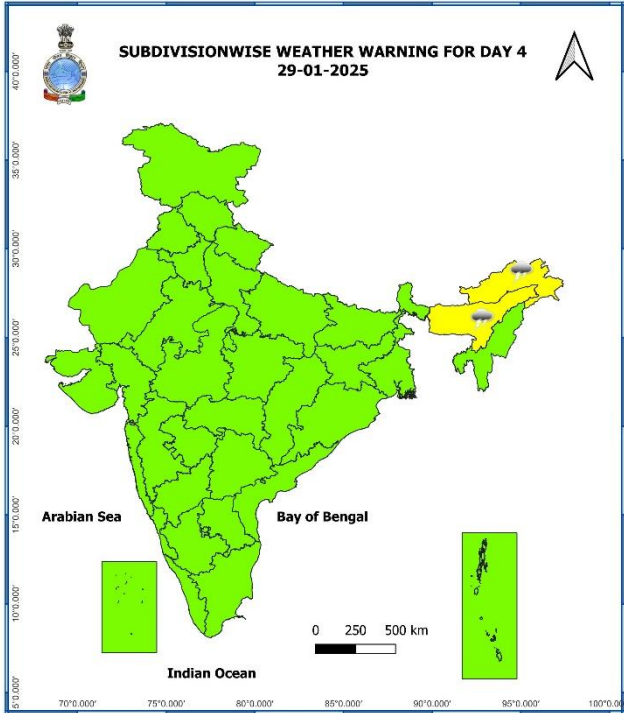 SUBDIVISIONWISE WEATHER WARNING FOR DAY 4
29-01-2025
40°0.000'
35°0.000'
30°0.000'
25°0.000'
20°0.000'
15°0.000'
10°0.000'
5°0.000'
Arabian Sea
Bay of Bengal
0 250 500 km
Indian Ocean
70°0.000' 75°0.000' 80°0.000' 85°0.000' 90°0.000' 95°0.000' 100°0.0